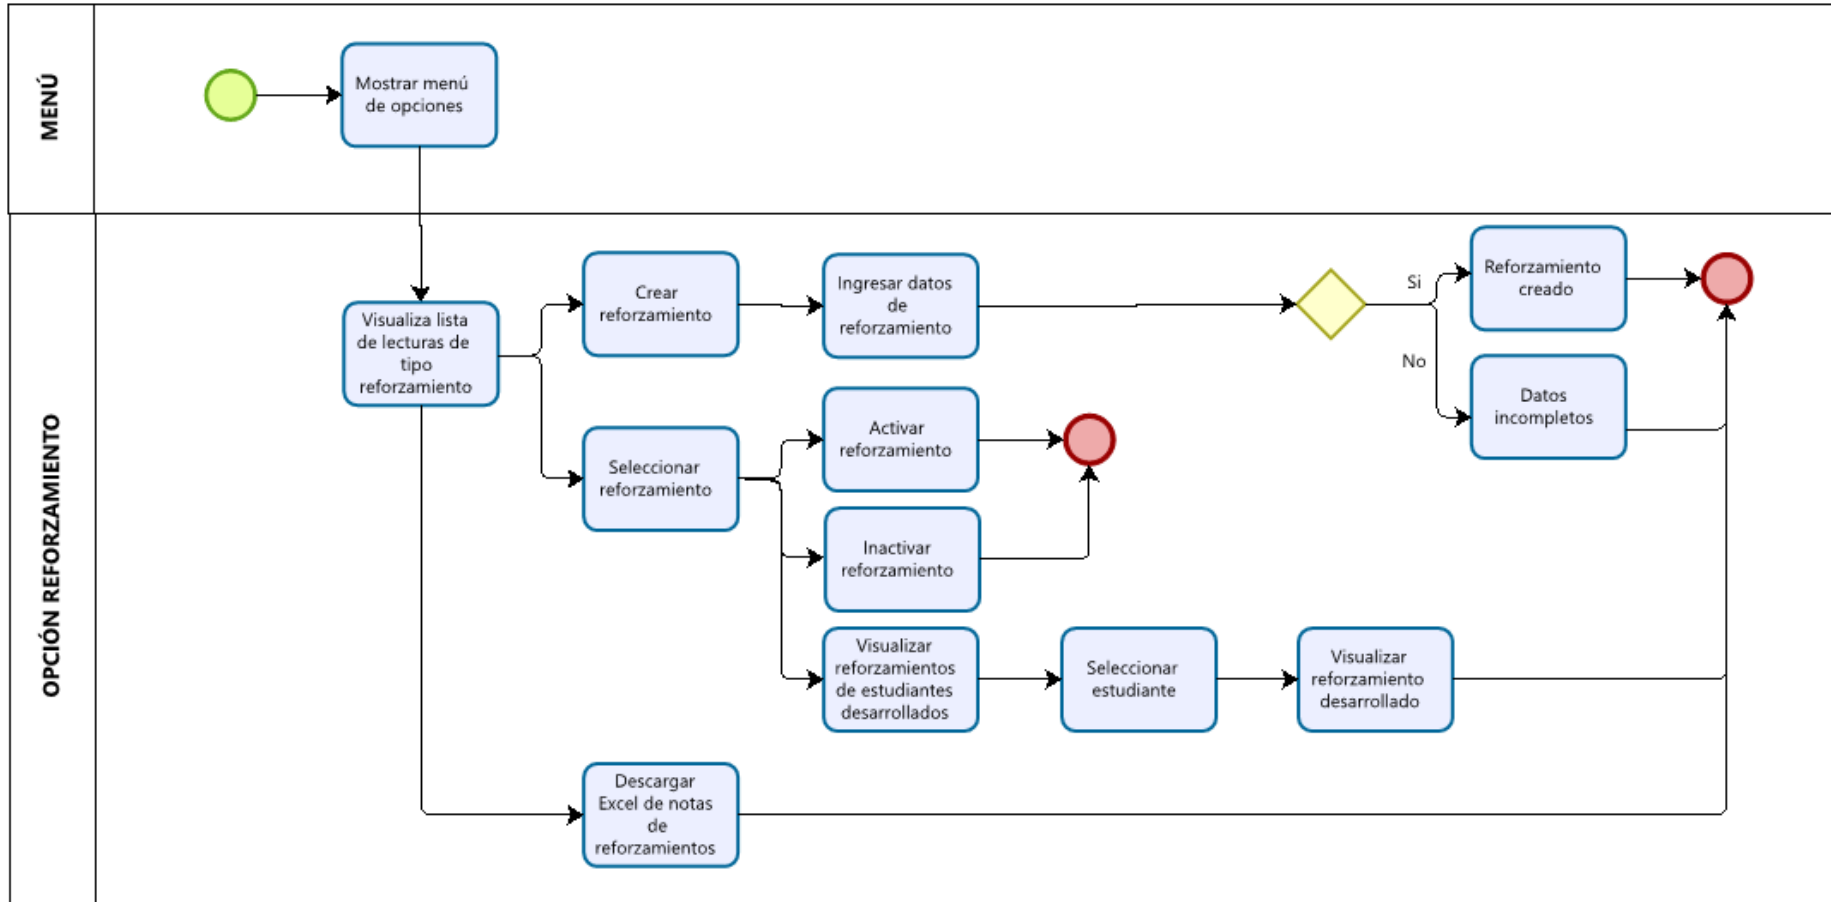 MENÚ
Mostrar menú
de opciones
OPCIÓN REFORZAMIENTO
Visualiza lista
de lecturas de
tipo
reforzamiento
Crear
reforzamiento
Ingresar datos
de
reforzamiento
Si
No
Reforzamiento
creado
Datos
incompletos
Seleccionar
reforzamiento
Activar
reforzamiento
Inactivar
reforzamiento
Visualizar
reforzamientos
de estudiantes
desarrollados
Seleccionar
estudiante
Visualizar
reforzamiento
desarrollado
Descargar
Excel de notas
de
reforzamientos